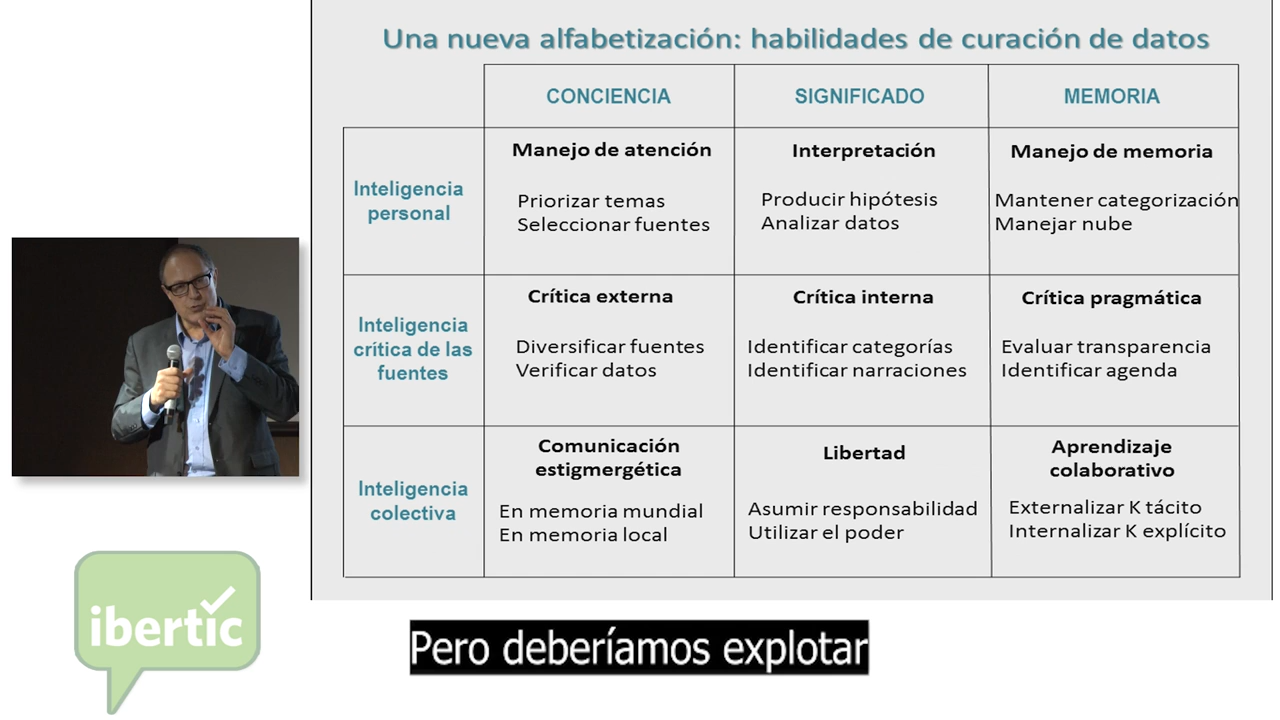 Una nueva alfabetización: habilidades de curación de datos
CONCIENCIA
SIGNIFICADO
MEMORIA
Inteligencia
personal
Manejo de atención
Priorizar temas
Seleccionar fuentes
Interpretación
Producir hipótesis
Analizar datos
Manejo de memoria
Mantener categorización
Manejar nube
Inteligencia
crítica de las
fuentes
Crítica externa
Diversificar fuentes
Verificar datos
Crítica interna
Identificar categorías
Identificar narraciones
Crítica pragmática
Evaluar transparencia
Identificar agenda
Inteligencia
colectiva
Comunicación
estigmergética
En memoria mundial
En memoria local
Libertad
Asumir responsabilidad
Utilizar el poder
Aprendizaje
colaborativo
Externalizar K tácito
Internalizar K explícito
ibertic
Pero deberíamos explotar